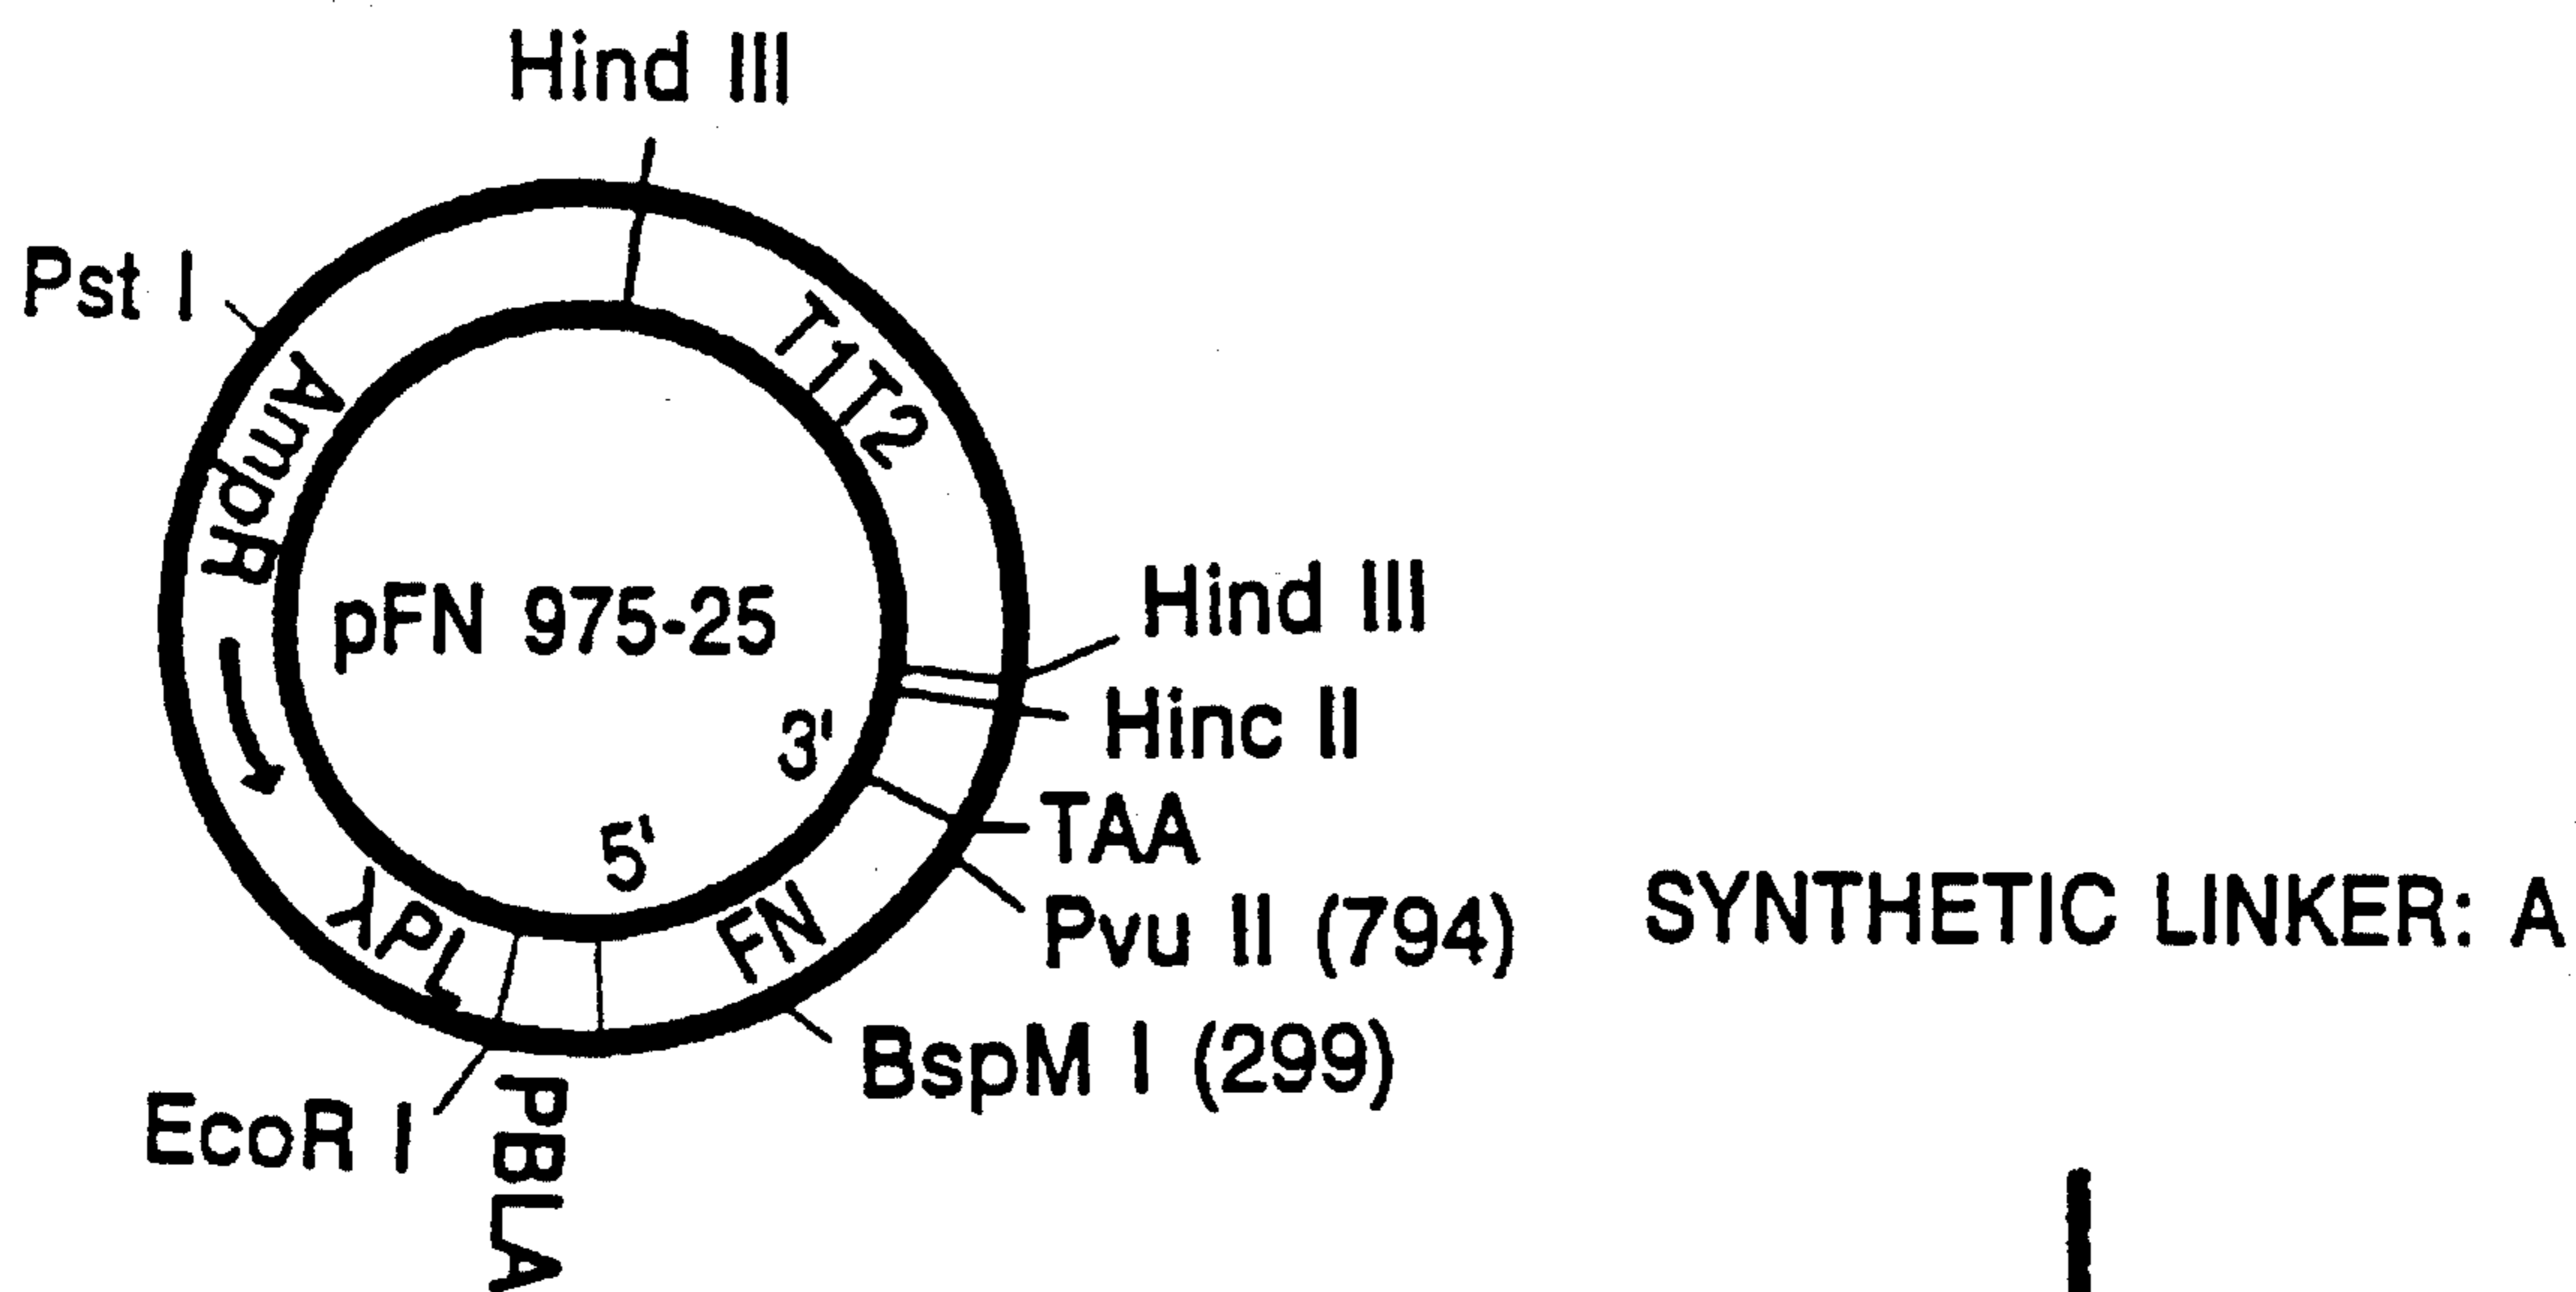 Hind III
Pst I
T1T2
AmpR
pFN 975-25
Hind III
Hinc II
3'
TAA
5'
Pvu II (794)
SYNTHETIC LINKER: A
FN
λPL
BspM I (299)
EcoR I
PBLA